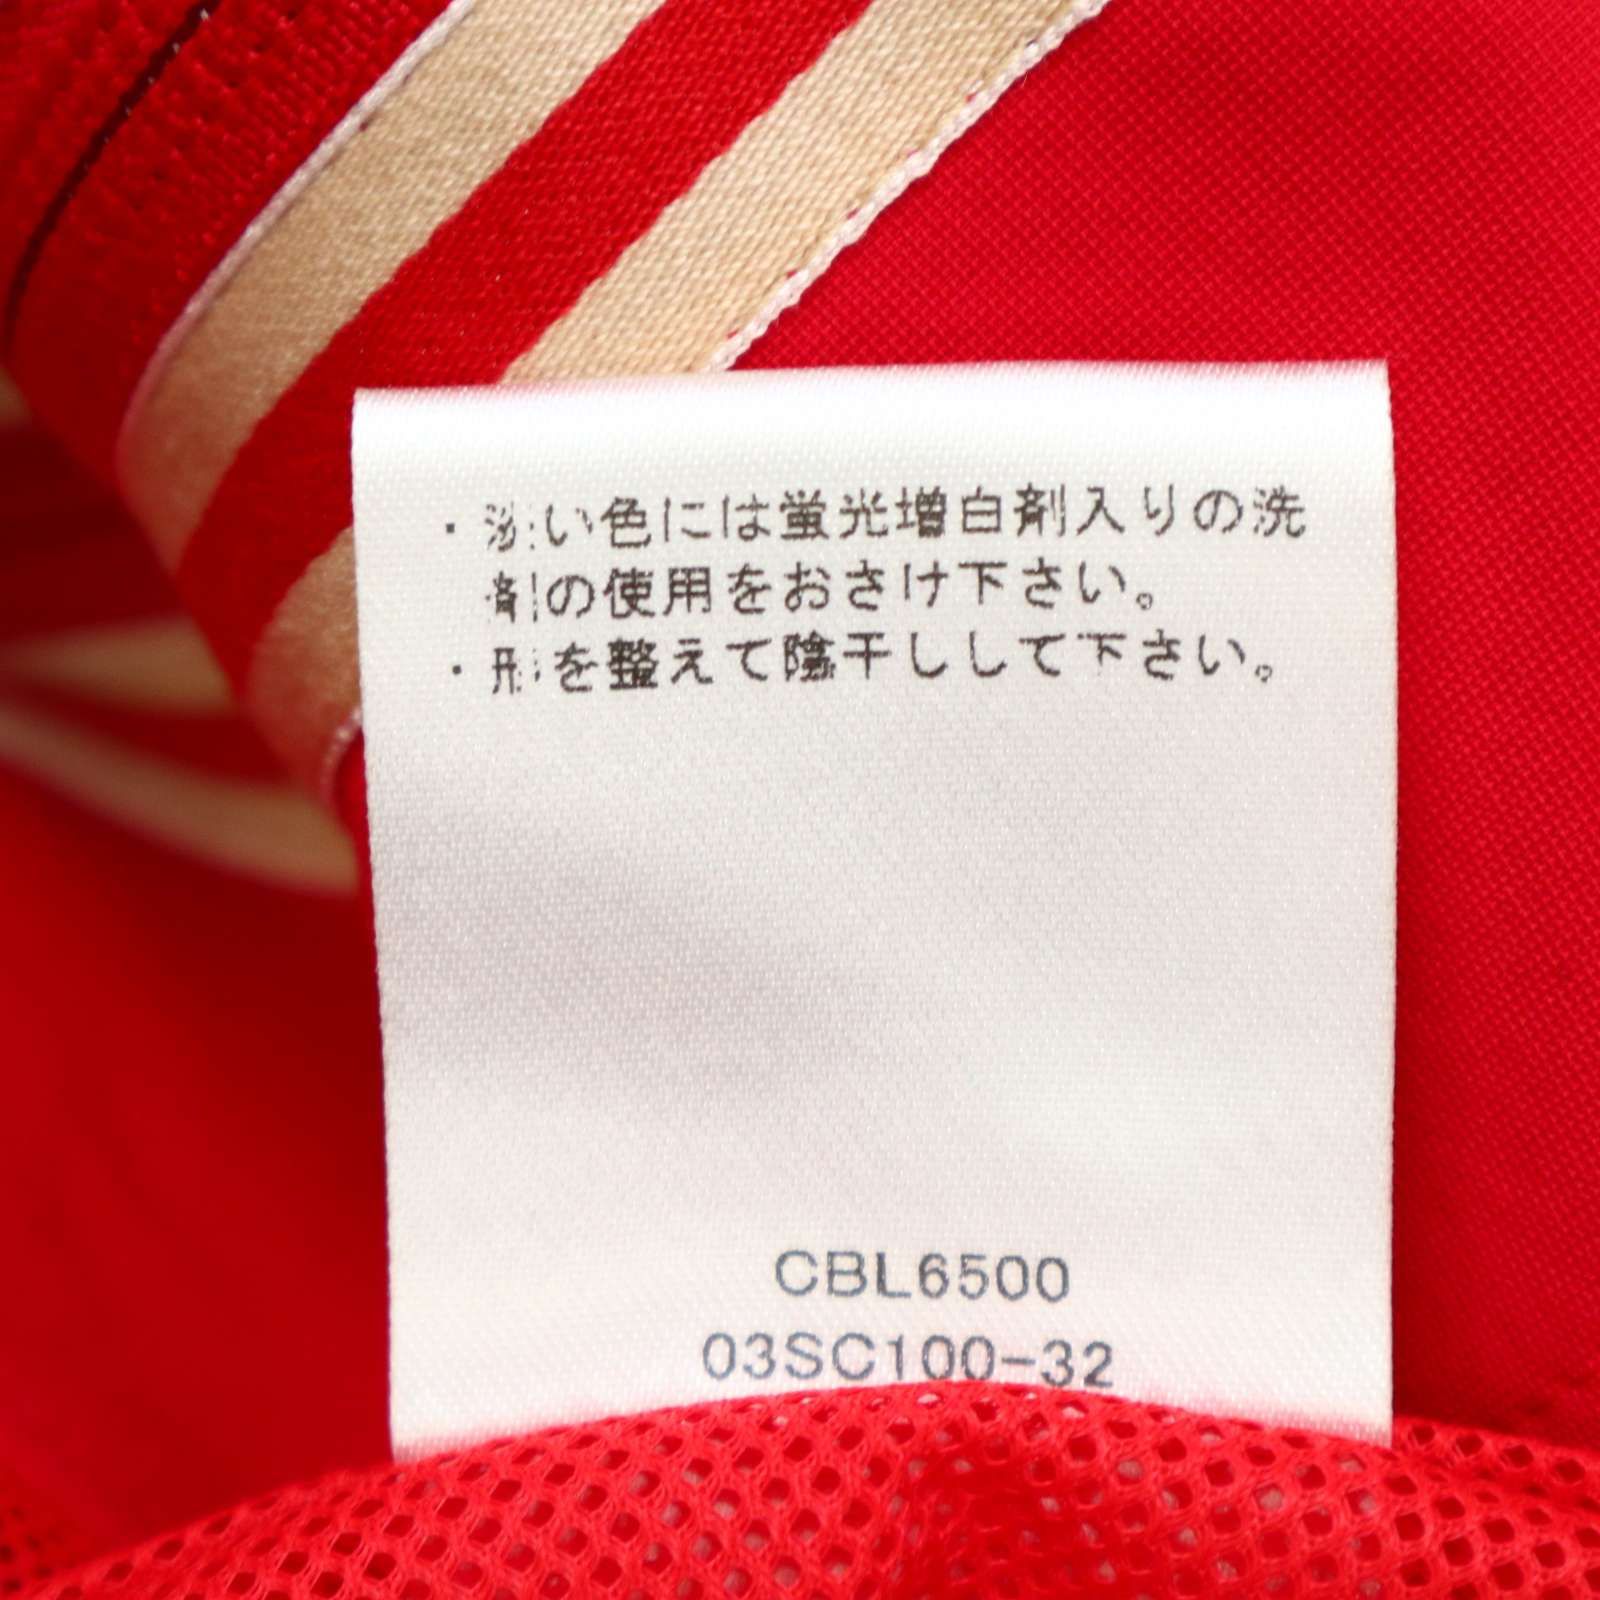 ・淡い色には蛍光増白剤入りの洗
剤の使用をおさけ下さい。
・形を整えて陰干しして下さい。
CBL6500
03SC100-32